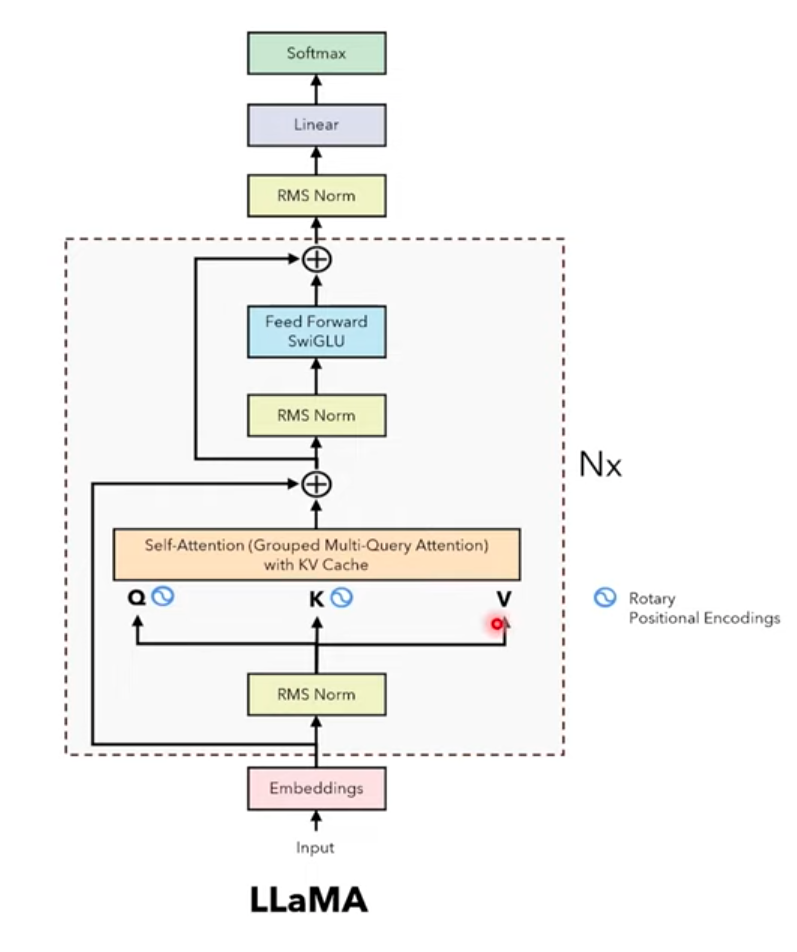 Softmax
Linear
RMS Norm
Feed Forward
SwiGLU
RMS Norm
Nx
Self-Attention (Grouped Multi-Query Attention)
with KV Cache
Q K V
Rotary
Positional Encodings
RMS Norm
Embeddings
Input
LLaMA